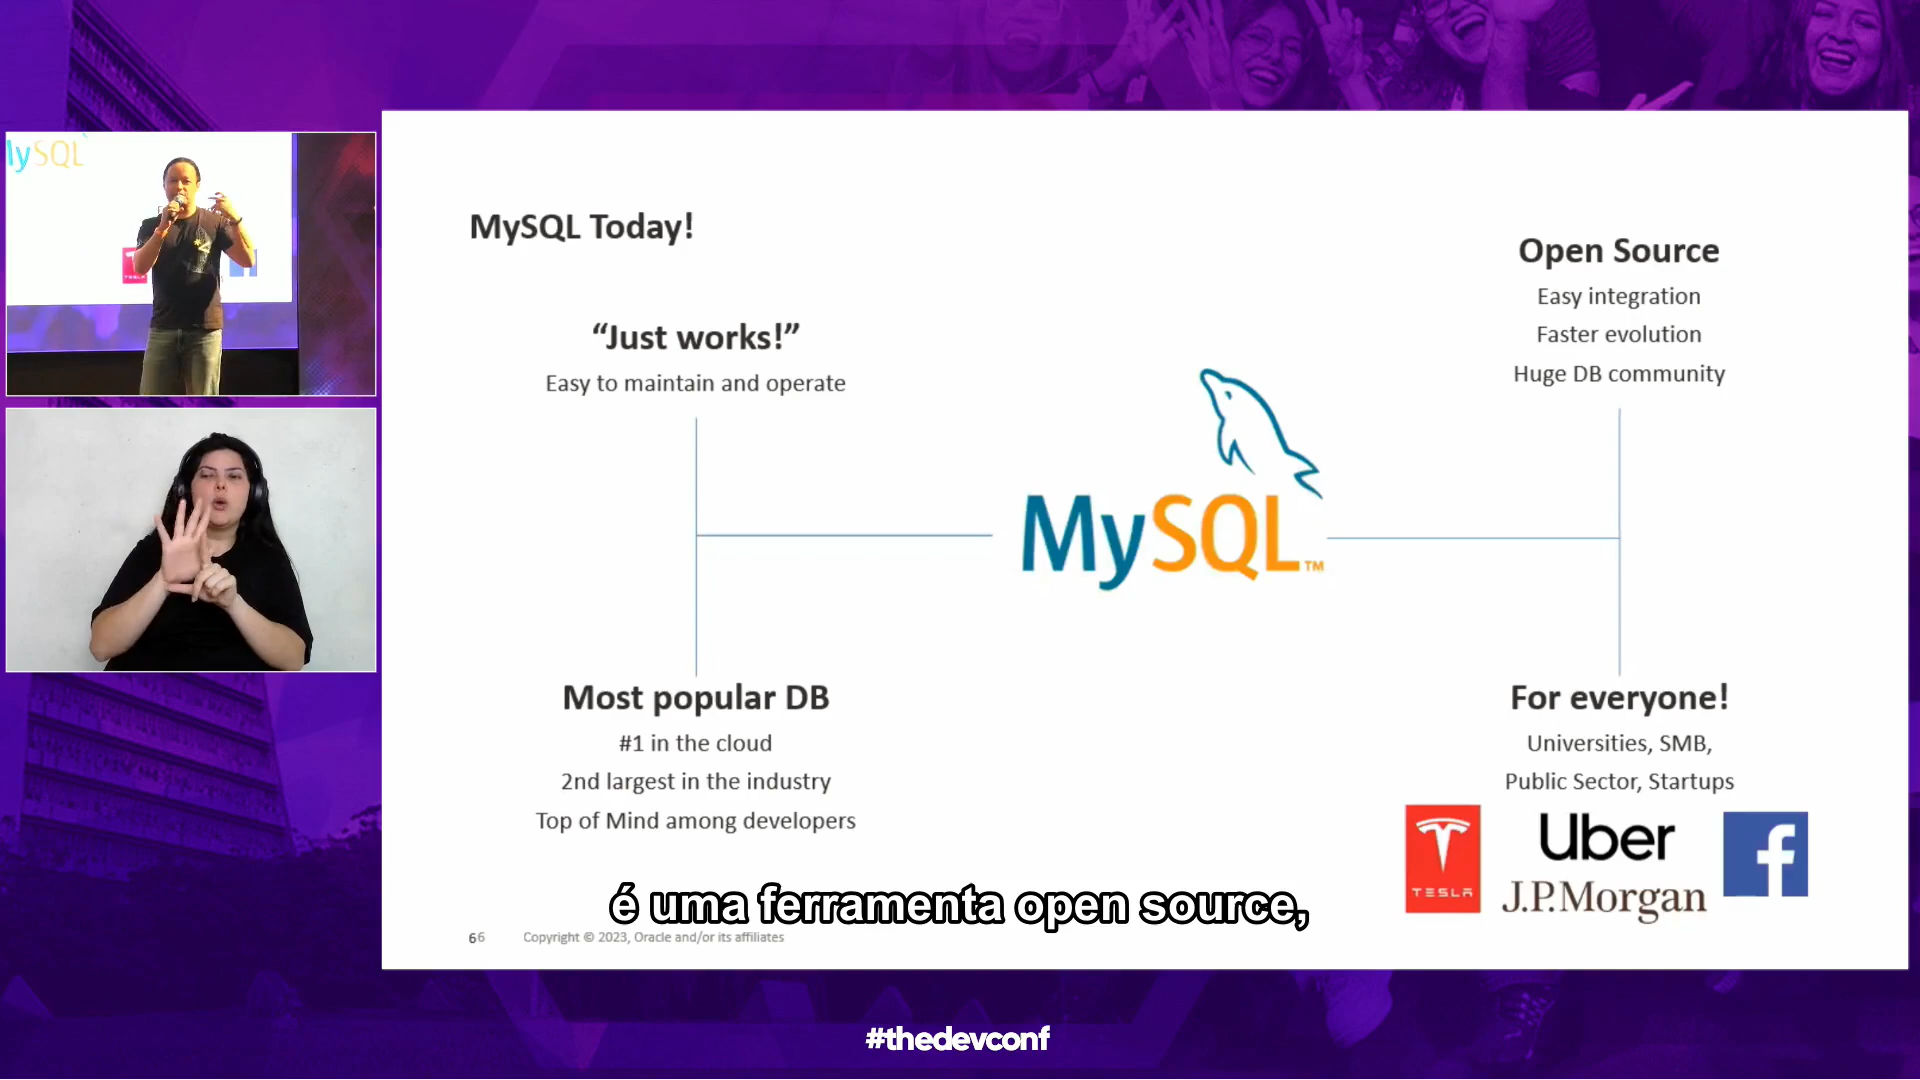 MySQL
TESLA
MySQL Today!
“Just works!”
Easy to maintain and operate
Open Source
Easy integration
Faster evolution
Huge DB community
MySQL™
Most popular DB
#1 in the cloud
2nd largest in the industry
Top of Mind among developers
For everyone!
Universities, SMB,
Public Sector, Startups
TESLA
Uber
J.P.Morgan
f
é uma ferramenta open source,
66
Copyright © 2023, Oracle and/or its affiliates
#thedevconf